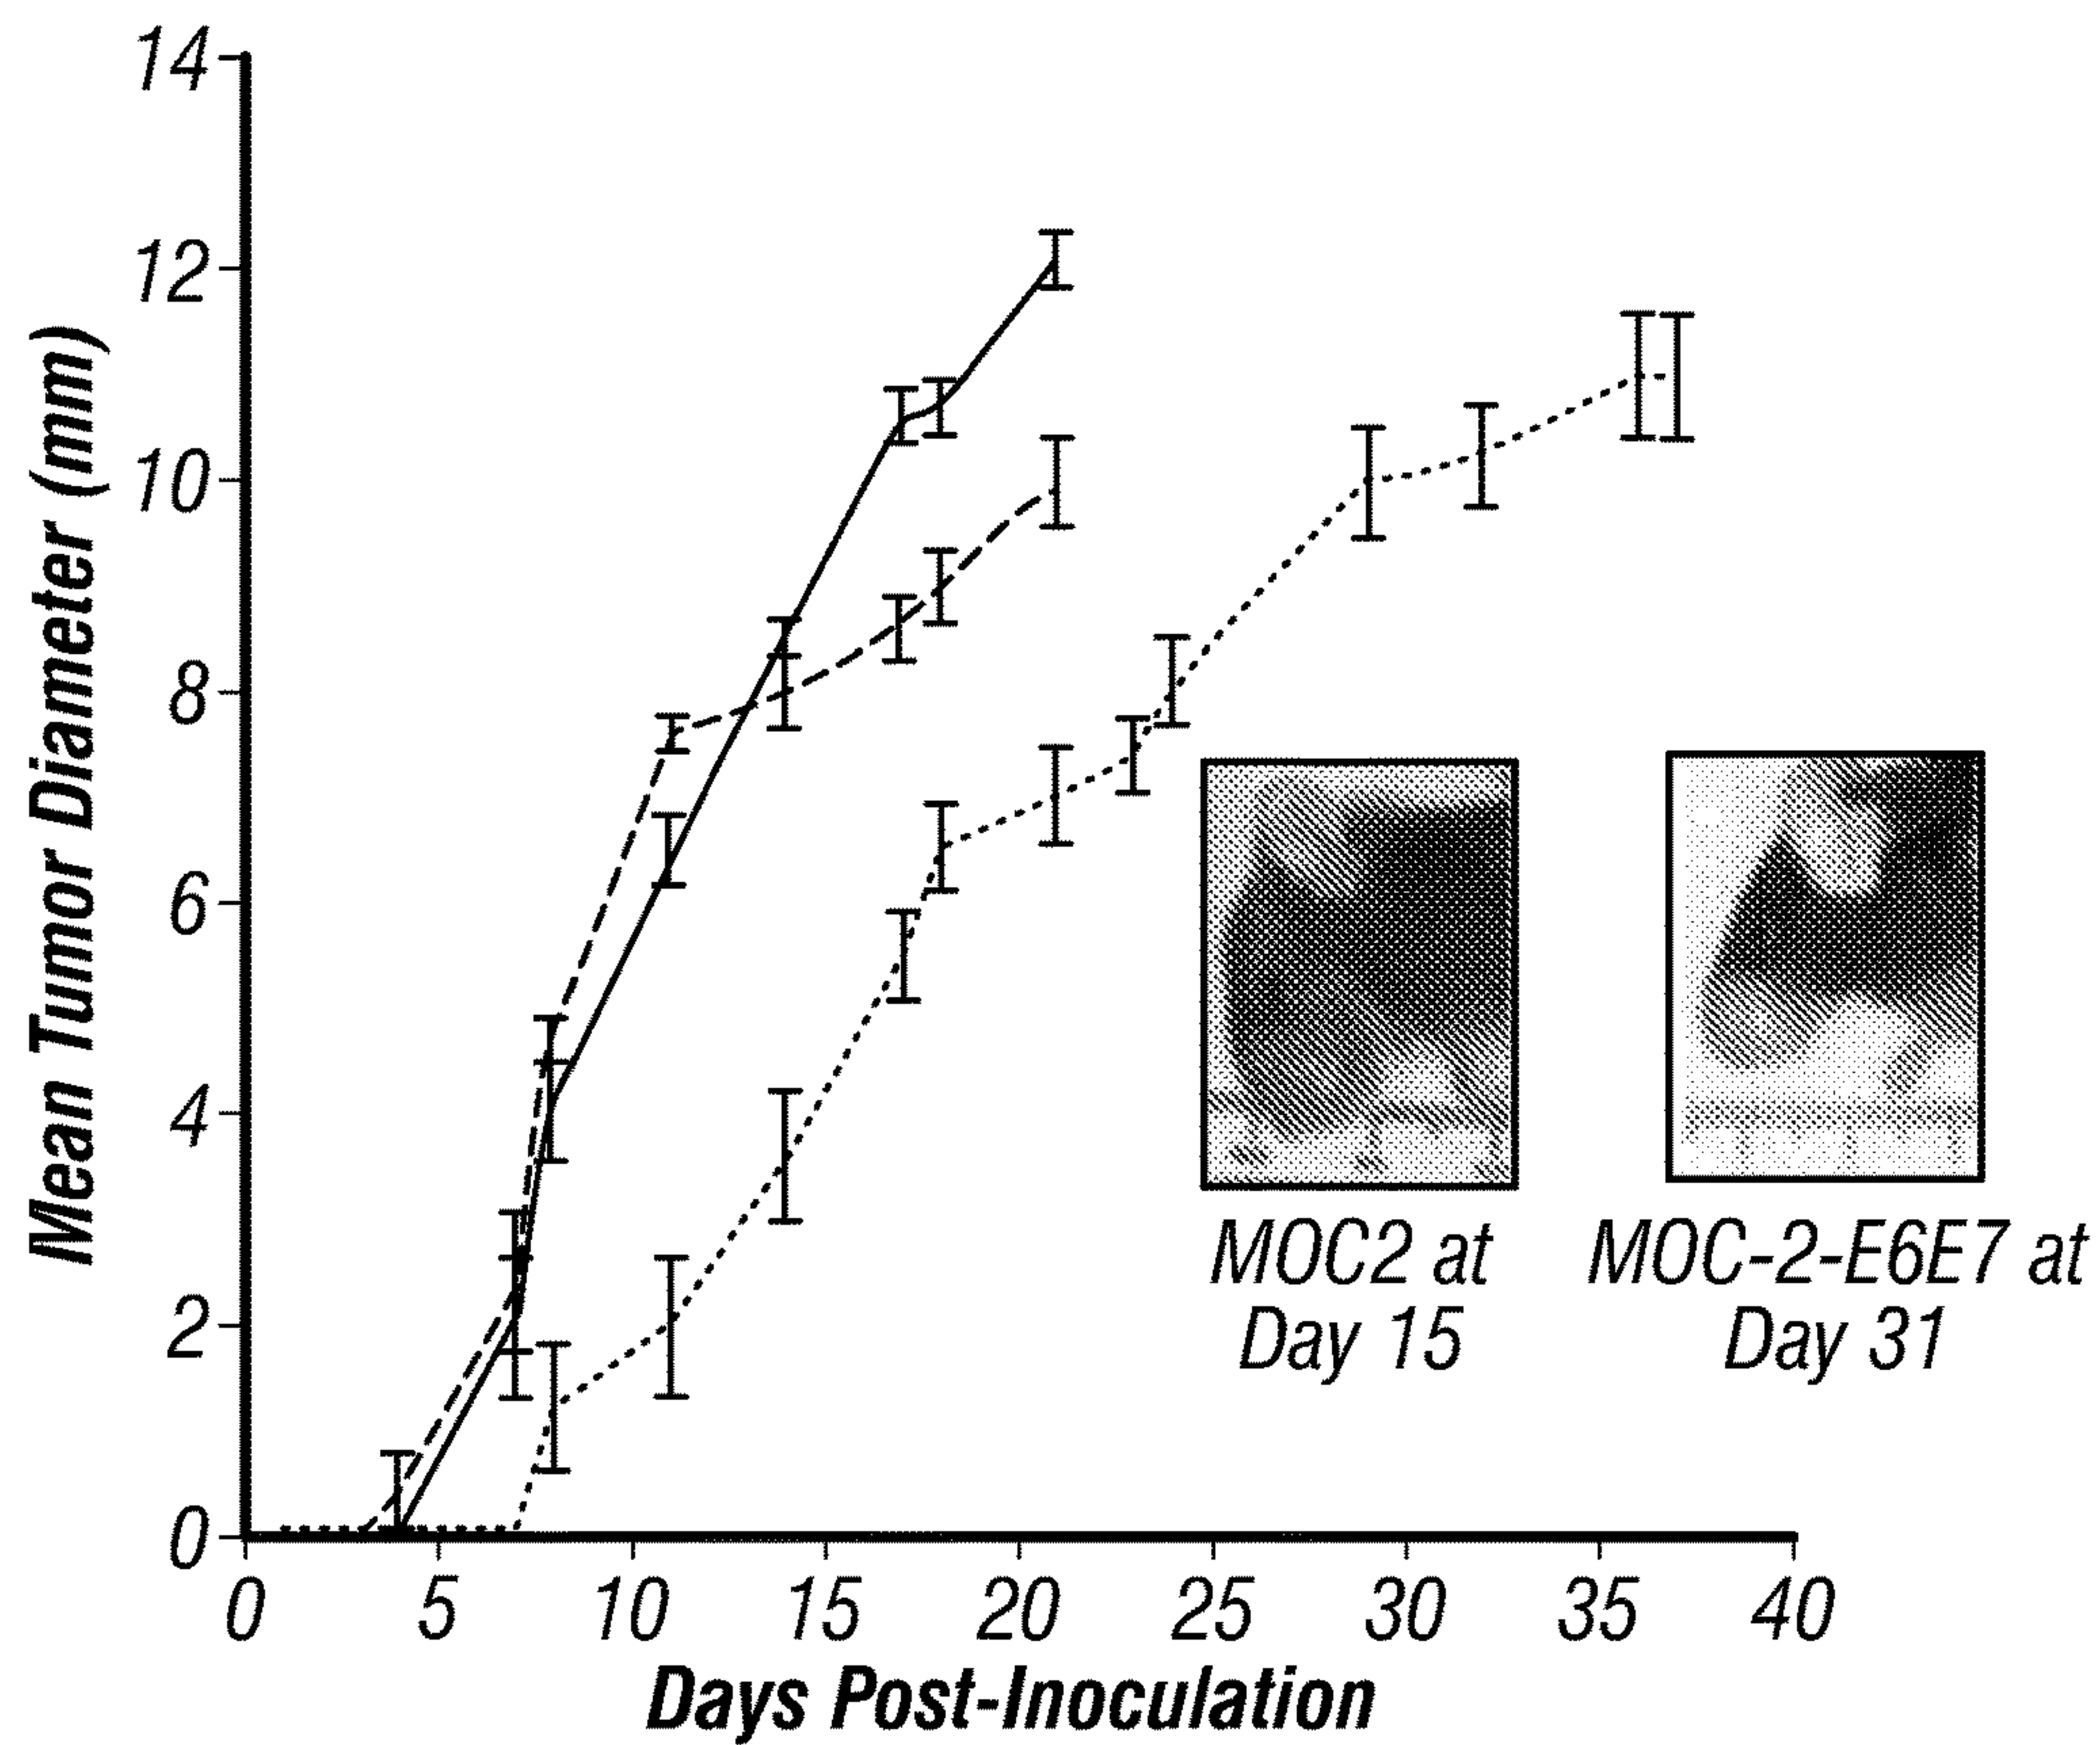 Mean Tumor Diameter (mm)
14
12
10
8
6
4
2
0
0 5 10 15 20 25 30 35 40
Days Post-Inoculation
MOC2 at
Day 15
MOC-2-E6E7 at
Day 31